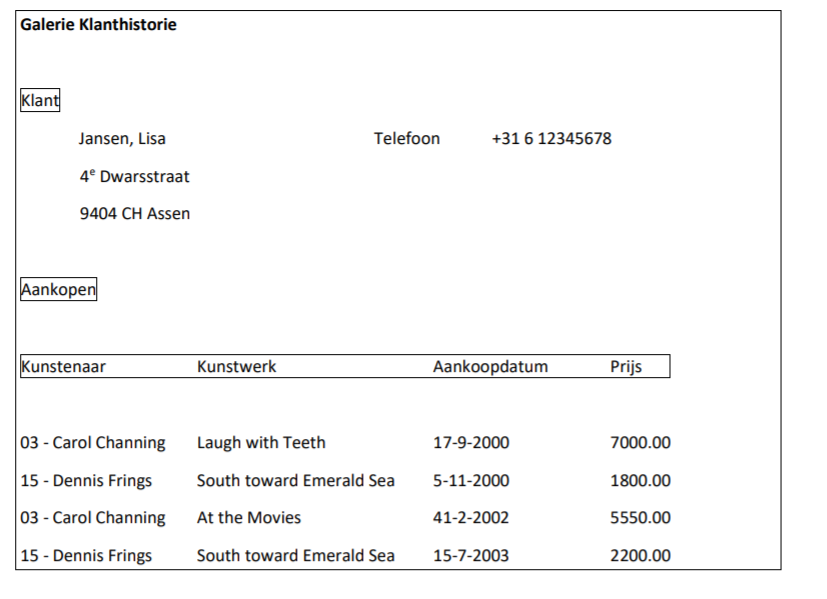 Galerie Klanthistorie
Klant
Jansen, Lisa Telefoon +31 6 12345678
4e Dwarsstraat
9404 CH Assen
Aankopen
Kunstenaar Kunstwerk Aankoopdatum Prijs
03 - Carol Channing Laugh with Teeth 17-9-2000 7000.00
15 - Dennis Frings South toward Emerald Sea 5-11-2000 1800.00
03 - Carol Channing At the Movies 41-2-2002 5550.00
15 - Dennis Frings South toward Emerald Sea 15-7-2003 2200.00